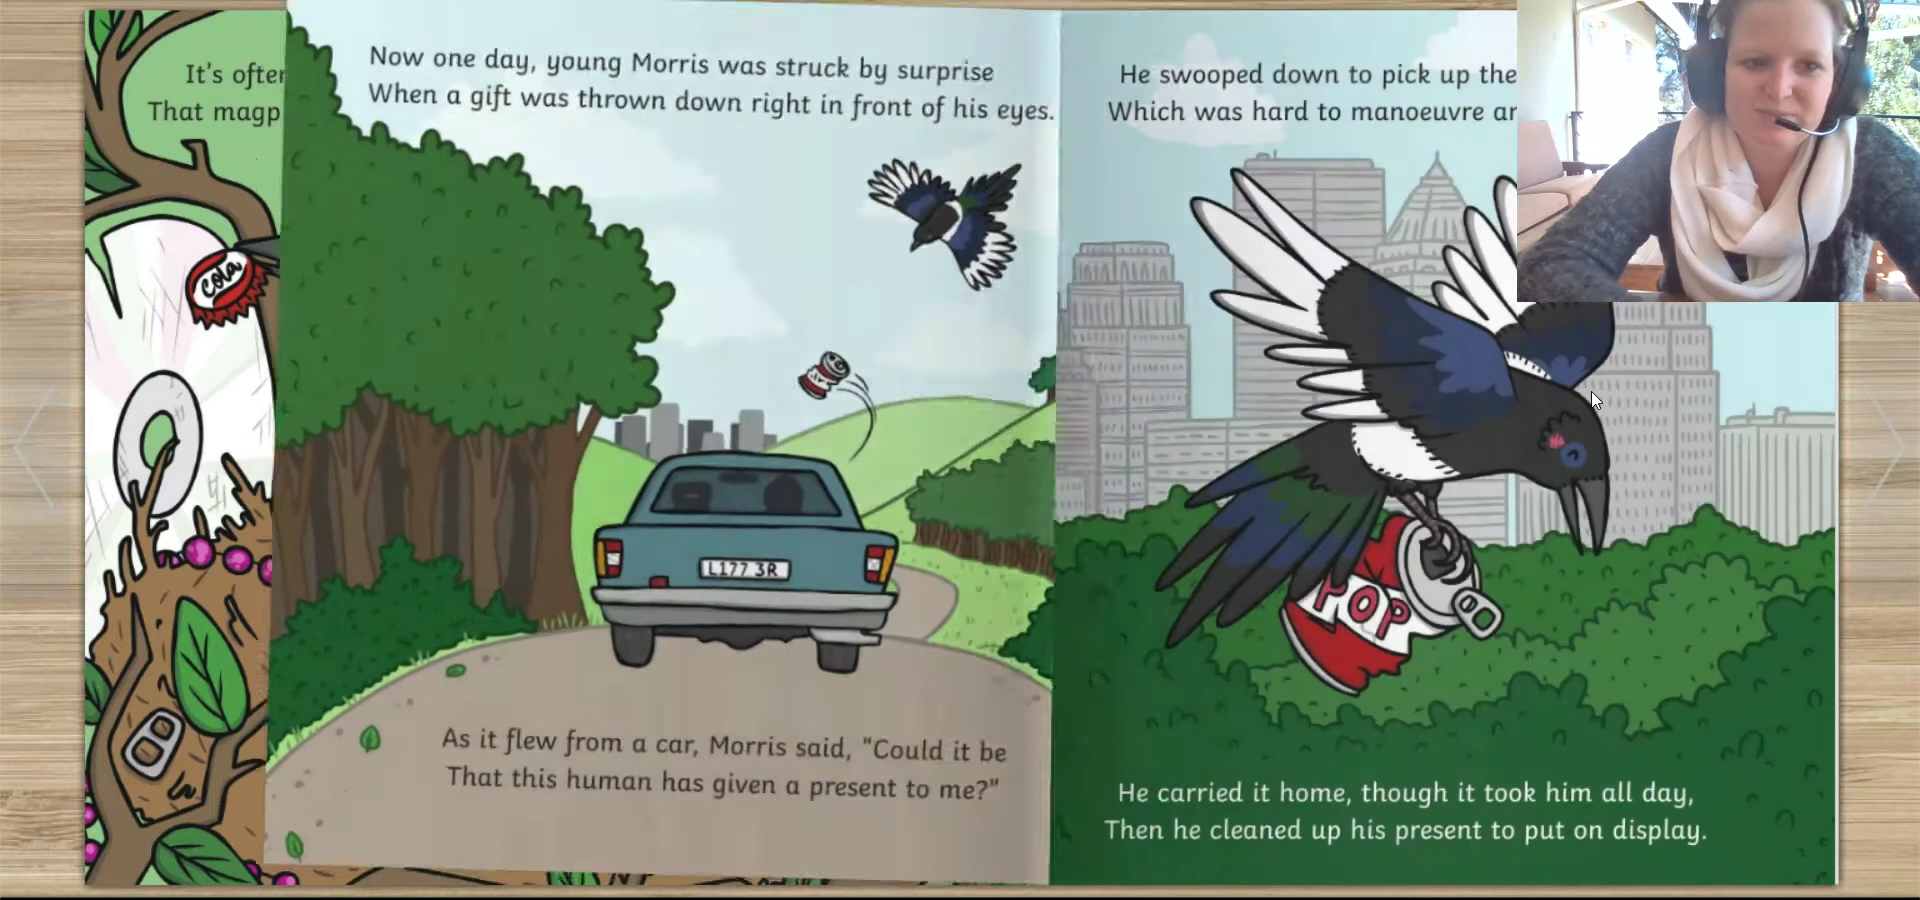 It's often
That magp
Now one day, young Morris was struck by surprise
When a gift was thrown down right in front of his eyes.
He swooped down to pick up the
Which was hard to manoeuvre ar
Cola
L177 3R
POP
As it flew from a car, Morris said, "Could it be
That this human has given a present to me?"
He carried it home, though it took him all day,
Then he cleaned up his present to put on display.